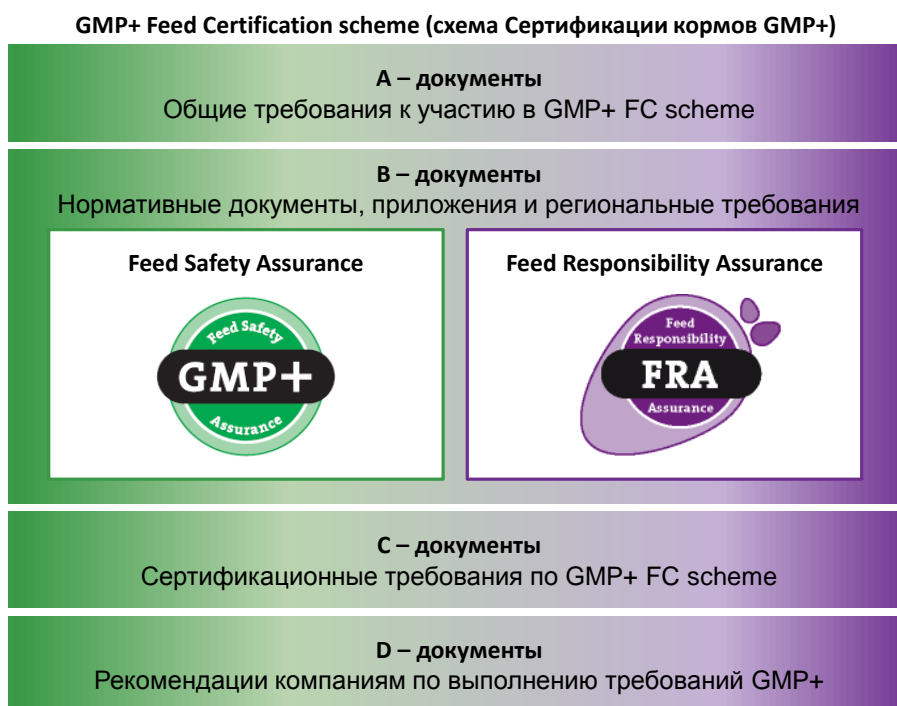 GMP+ Feed Certification scheme (схема Сертификации кормов GMP+)
A – документы
Общие требования к участию в GMP+ FC scheme
B – документы
Нормативные документы, приложения и региональные требования
Feed Safety Assurance
Feed Safety
GMP+
Assurance
Feed Responsibility Assurance
Feed
Responsibility
FRA
Assurance
C – документы
Сертификационные требования по GMP+ FC scheme
D – документы
Рекомендации компаниям по выполнению требований GMP+